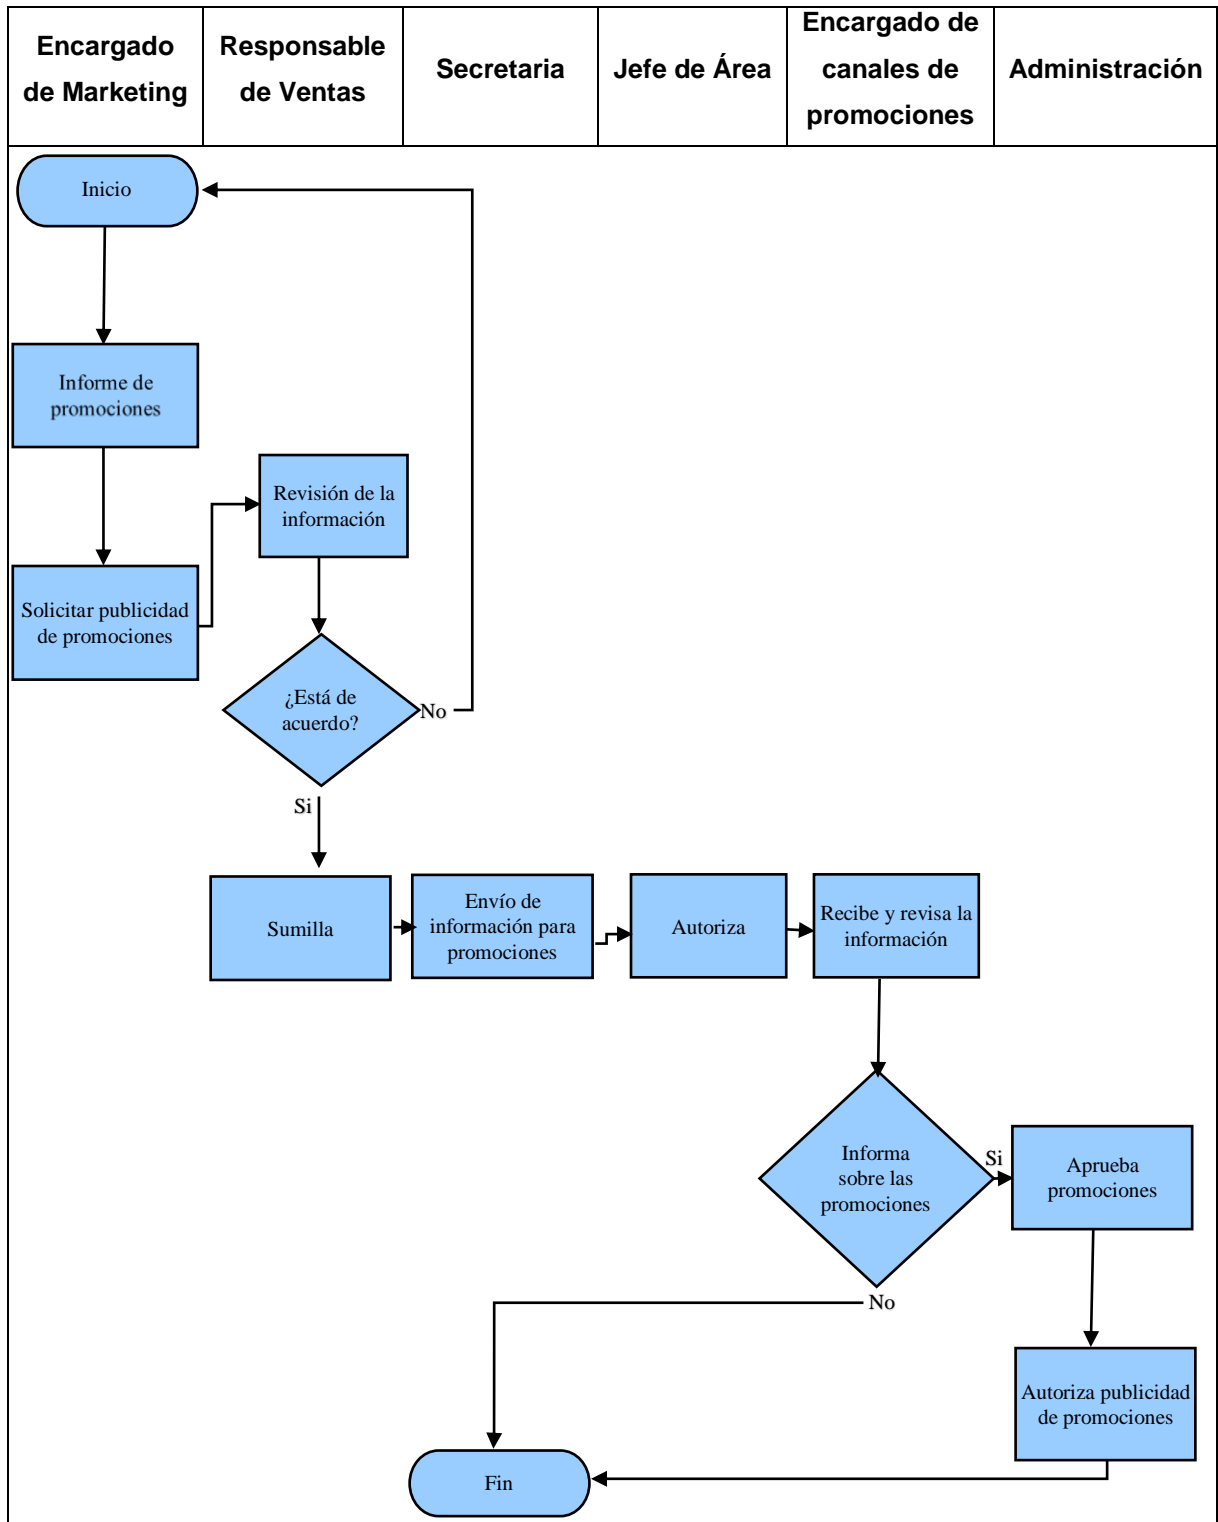 Encargado
de Marketing
Responsable
de Ventas
Secretaria
Jefe de Área
Encargado de
canales de
promociones
Administración
Inicio
Informe de
promociones
Solicitar publicidad
de promociones
Revisión de la
información
¿Está de
acuerdo?
No
Si
Sumilla
Envío de
información para
promociones
Autoriza
Recibe y revisa la
información
Informa
sobre las
promociones
Si
Aprueba
promociones
No
Autoriza publicidad
de promociones
Fin